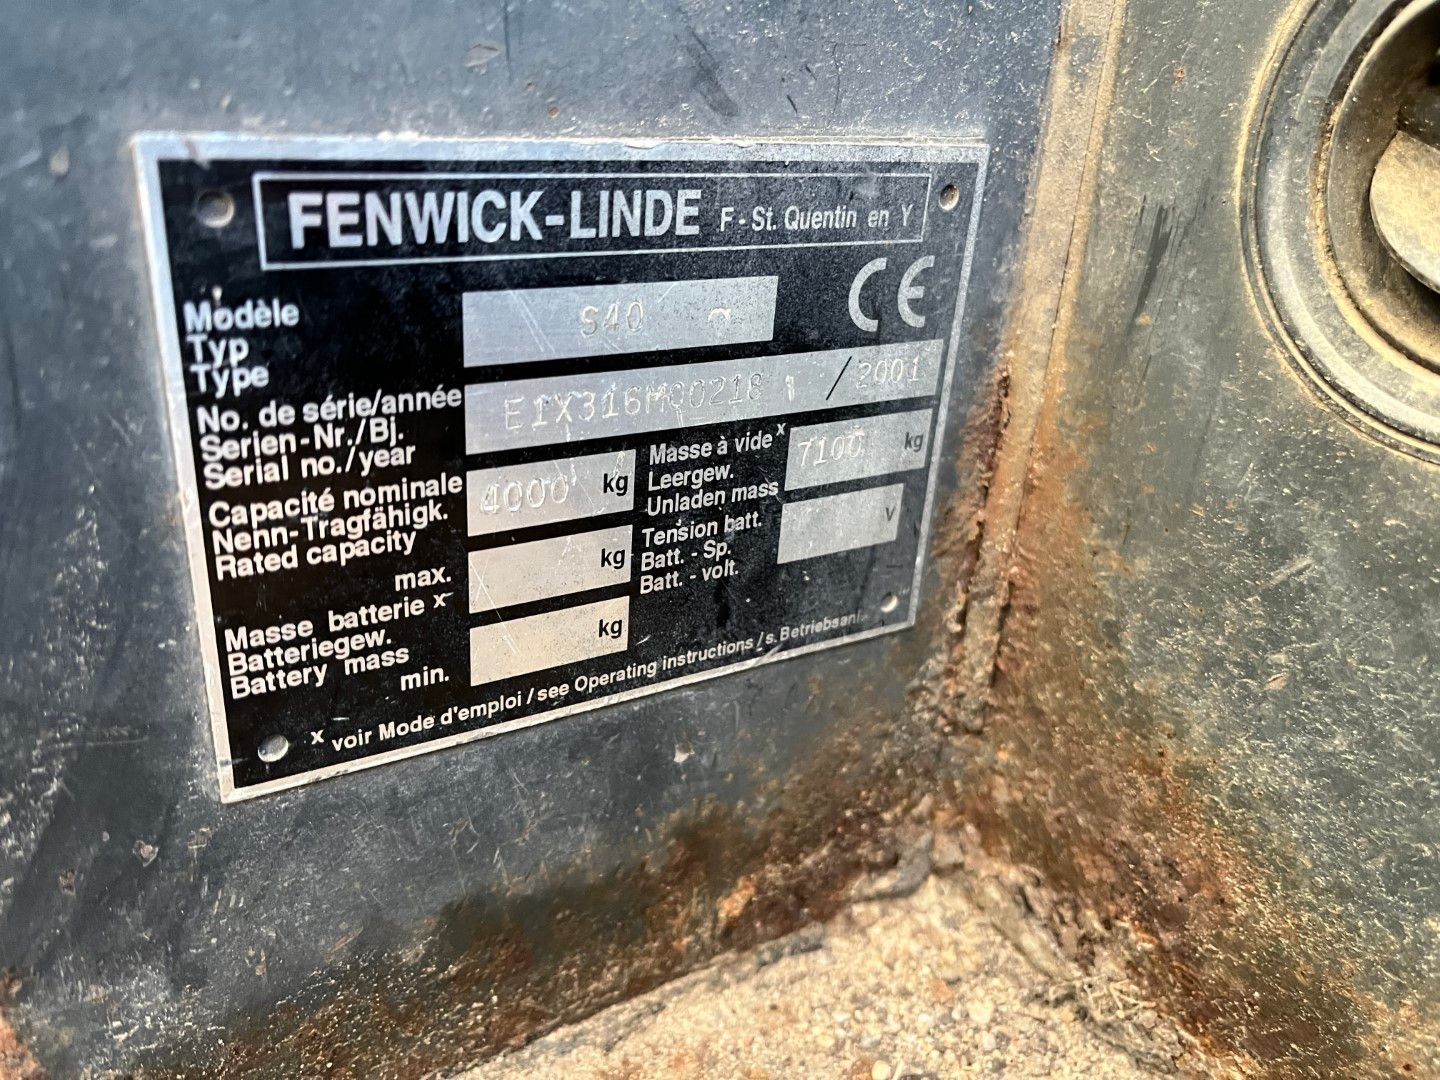 FENWICK-LINDE F - St. Quentin en Y
Modèle
Typ
Type
S40
CE
No. de série/année
Serien-Nr./Bj.
Serial no./year
E1X316M00218 / 2001
Capacité nominale
Nenn-Tragfähigk.
Rated capacity
4000 kg
Masse à vide x
Leergew.
Unladen mass
7100 kg
max.
kg
Masse batterie x
Batteriegew.
Battery mass
min.
kg
Tension batt.
Batt. - Sp.
Batt. - volt.
V
x voir Mode d'emploi / see Operating instructions / s. Betriebsanl.